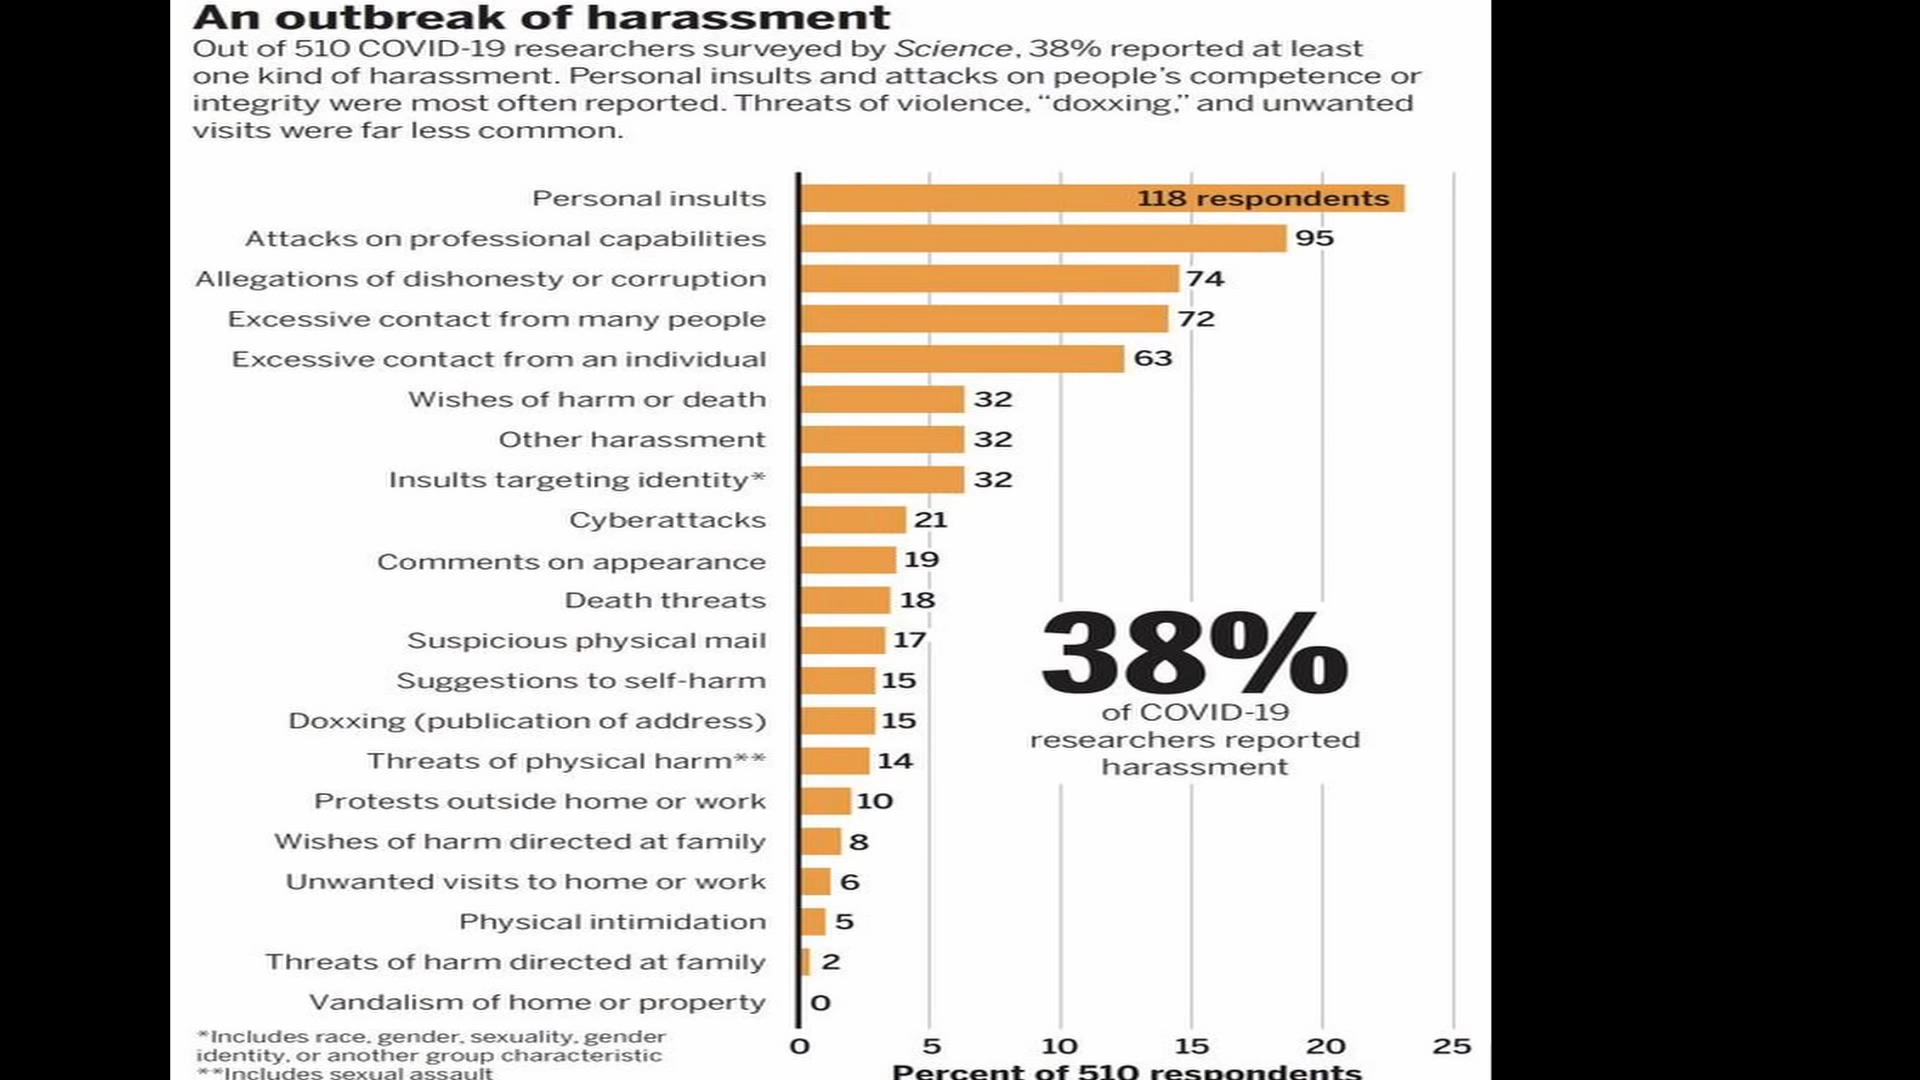 An outbreak of harassment
Out of 510 COVID-19 researchers surveyed by Science, 38% reported at least
one kind of harassment. Personal insults and attacks on people's competence or
integrity were most often reported. Threats of violence, “doxxing,” and unwanted
visits were far less common.
Personal insults 118 respondents
Attacks on professional capabilities 95
Allegations of dishonesty or corruption 74
Excessive contact from many people 72
Excessive contact from an individual 63
Wishes of harm or death 32
Other harassment 32
Insults targeting identity* 32
Cyberattacks 21
Comments on appearance 19
Death threats 18
Suspicious physical mail 17
Suggestions to self-harm 15
Doxxing (publication of address) 15
Threats of physical harm** 14
Protests outside home or work 10
Wishes of harm directed at family 8
Unwanted visits to home or work 6
Physical intimidation 5
Threats of harm directed at family 2
Vandalism of home or property 0
38%
of COVID-19
researchers reported
harassment
0 5 10 15 20 25
Percent of 510 respondents
*Includes race, gender, sexuality, gender
identity, or another group characteristic
**Includes sexual assault